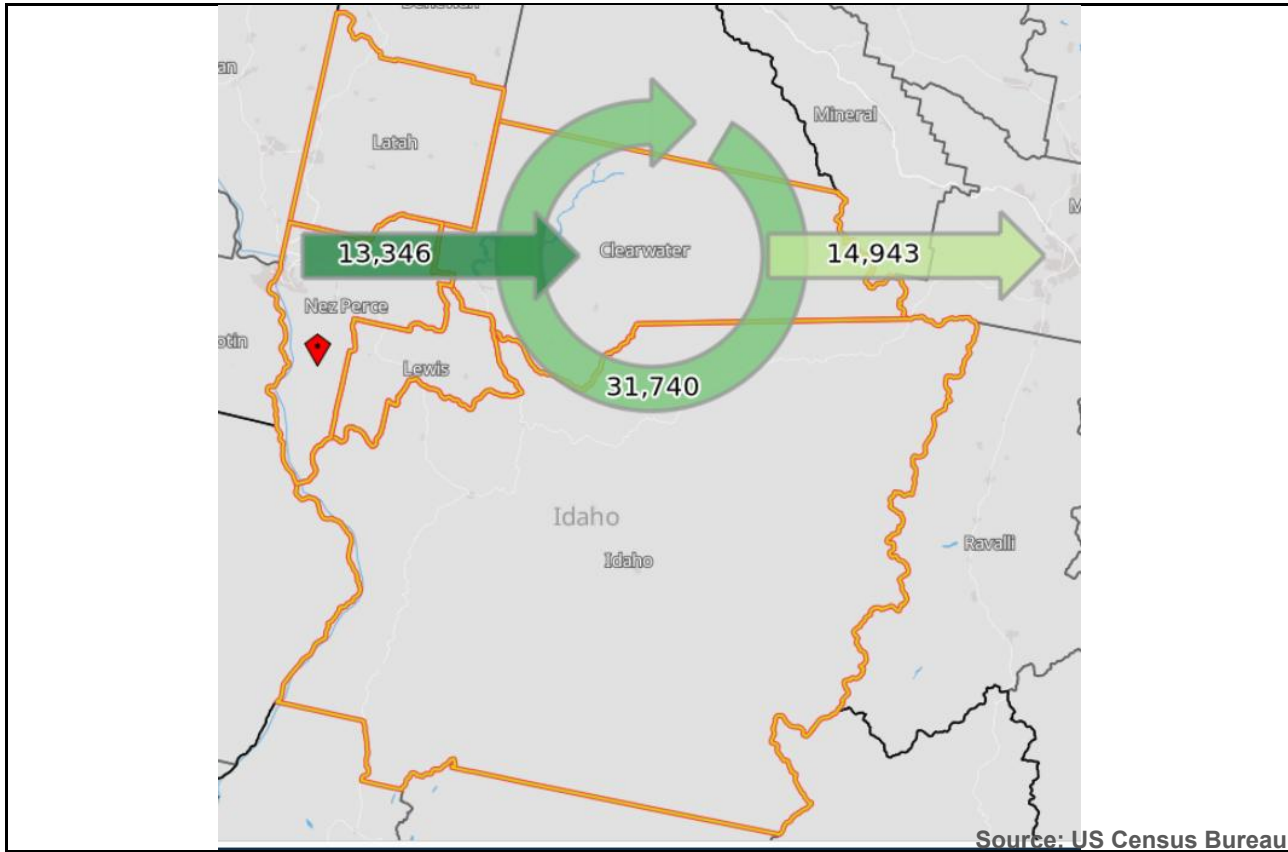 Mineral
Latah
Clearwater
13,346
14,943
Nez Perce
Lewis
31,740
Idaho
Ravalli
Idaho
Source: US Census Bureau